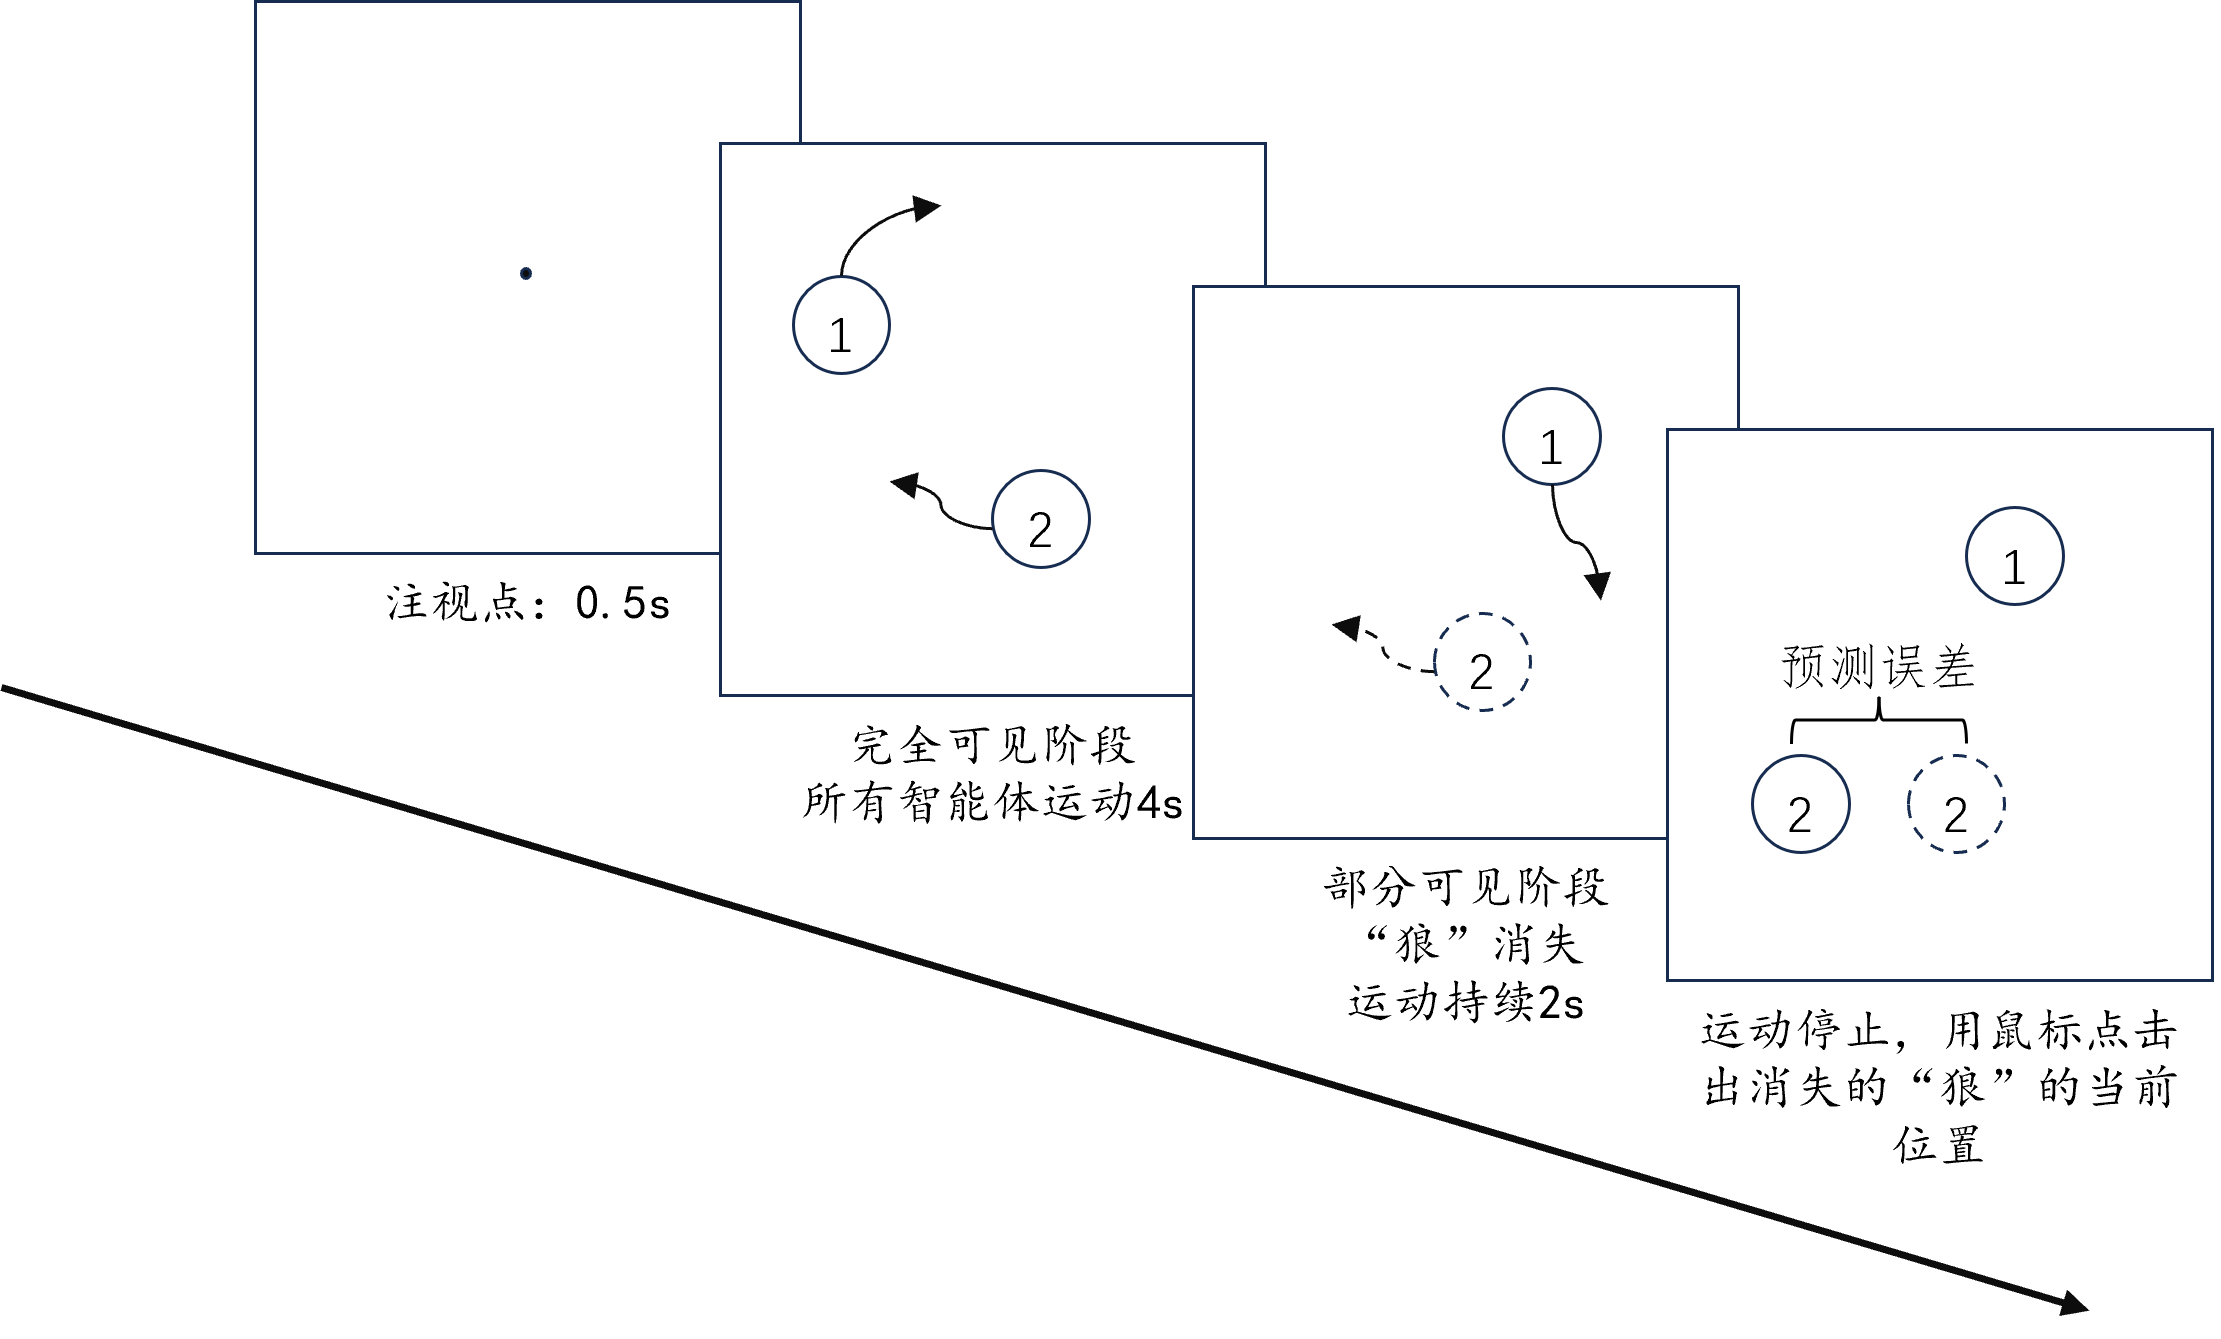 注视点：0.5s
1
2
完全可见阶段
所有智能体运动4s
1
2
部分可见阶段
“狼”消失
运动持续2s
1
预测误差
2
2
运动停止，用鼠标点击
出消失的“狼”的当前
位置